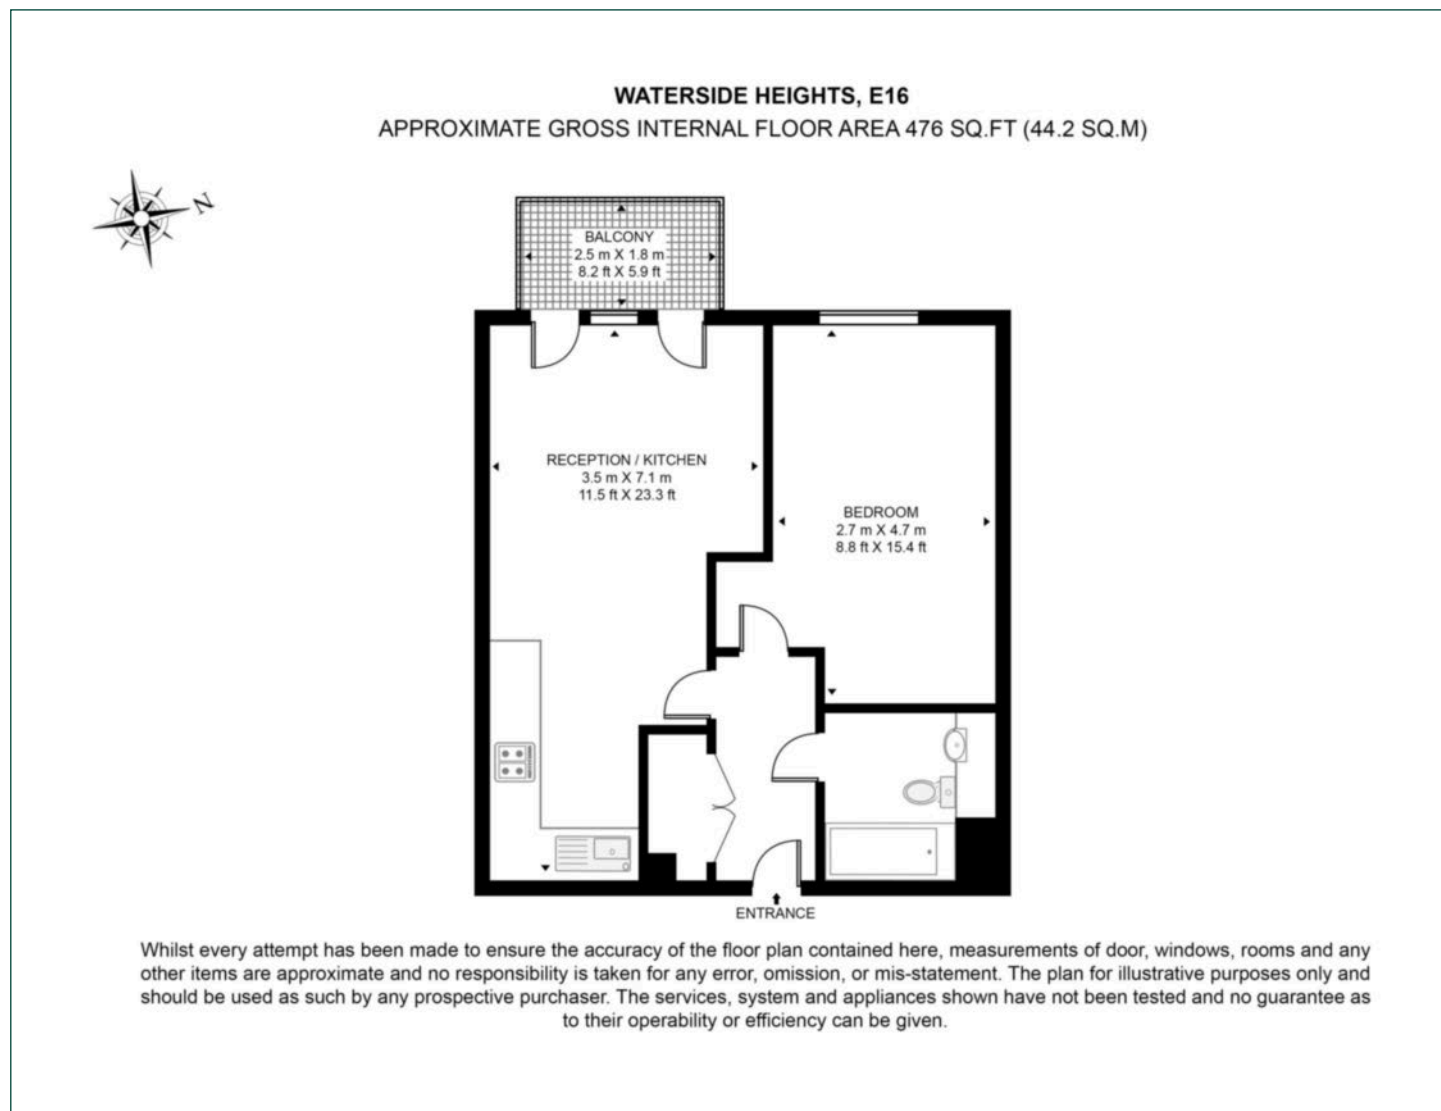 WATERSIDE HEIGHTS, E16
APPROXIMATE GROSS INTERNAL FLOOR AREA 476 SQ.FT (44.2 SQ.M)
N
BALCONY
2.5 m X 1.8 m
8.2 ft X 5.9 ft
RECEPTION / KITCHEN
3.5 m X 7.1 m
11.5 ft X 23.3 ft
BEDROOM
2.7 m X 4.7 m
8.8 ft X 15.4 ft
ENTRANCE
Whilst every attempt has been made to ensure the accuracy of the floor plan contained here, measurements of door, windows, rooms and any
other items are approximate and no responsibility is taken for any error, omission, or mis-statement. The plan for illustrative purposes only and
should be used as such by any prospective purchaser. The services, system and appliances shown have not been tested and no guarantee as
to their operability or efficiency can be given.